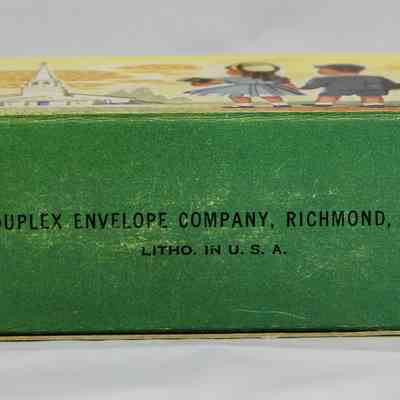 DUPLEX ENVELOPE COMPANY, RICHMOND,
LITHO. IN U. S. A.